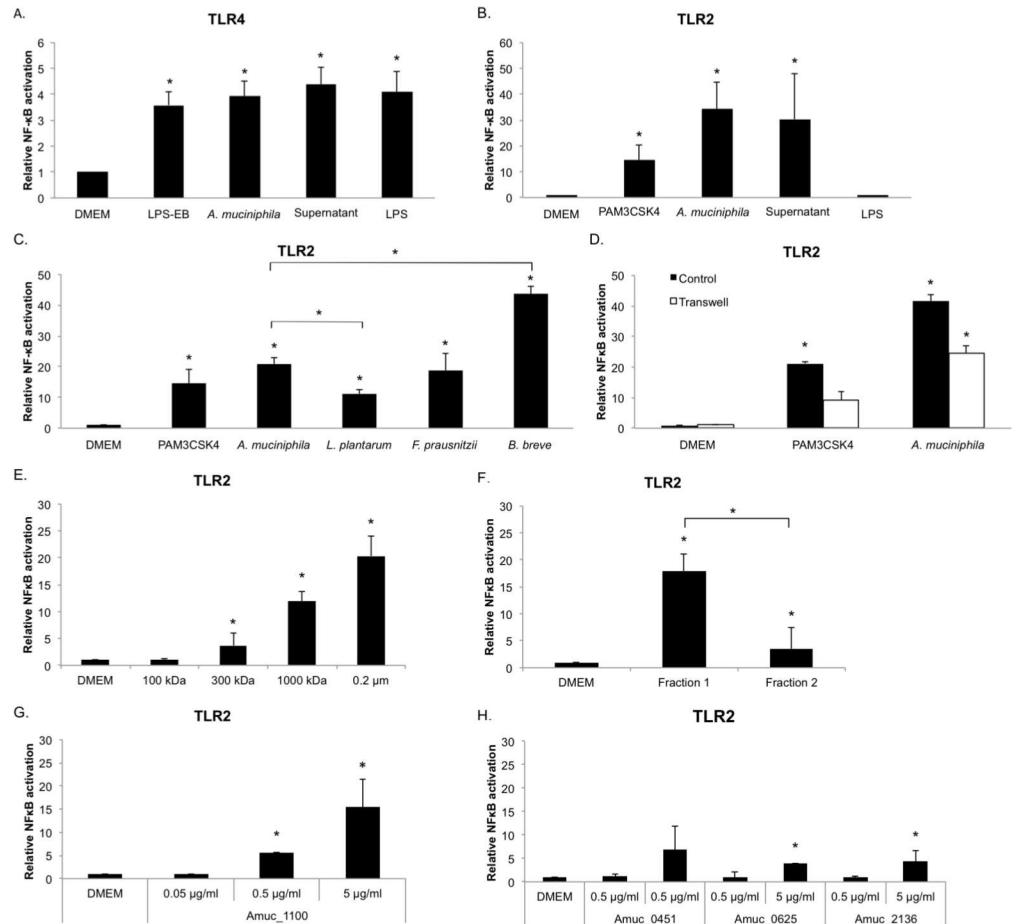 A.
TLR4
Relative NF-κB activation
6
5
4
3
2
1
0
* * * *
DMEM LPS-EB A. muciniphila Supernatant LPS
B.
TLR2
Relative NF-κB activation
60
50
40
30
20
10
0
* * *
DMEM PAM3CSK4 A. muciniphila Supernatant LPS
C.
TLR2
Relative NF-κB activation
50
40
30
20
10
0
*
*
* * * * *
DMEM PAM3CSK4 A. muciniphila L. plantarum F. prausnitzii B. breve
D.
TLR2
Relative NFκB activation
50
40
30
20
10
0
Control
Transwell
* * *
DMEM PAM3CSK4 A. muciniphila
E.
TLR2
Relative NFκB activation
30
25
20
15
10
5
0
* * *
DMEM 100 kDa 300 kDa 1000 kDa 0.2 μm
F.
TLR2
Relative NFκB activation
30
25
20
15
10
5
0
*
* *
DMEM Fraction 1 Fraction 2
G.
TLR2
Relative NFκB activation
30
25
20
15
10
5
0
* *
DMEM 0.05 μg/ml 0.5 μg/ml 5 μg/ml
Amuc_1100
H.
TLR2
Relative NFκB activation
30
25
20
15
10
5
0
* *
DMEM 0.5 μg/ml 0.5 μg/ml 0.5 μg/ml 5 μg/ml 0.5 μg/ml 5 μg/ml
Amuc_0451 Amuc_0625 Amuc_2136